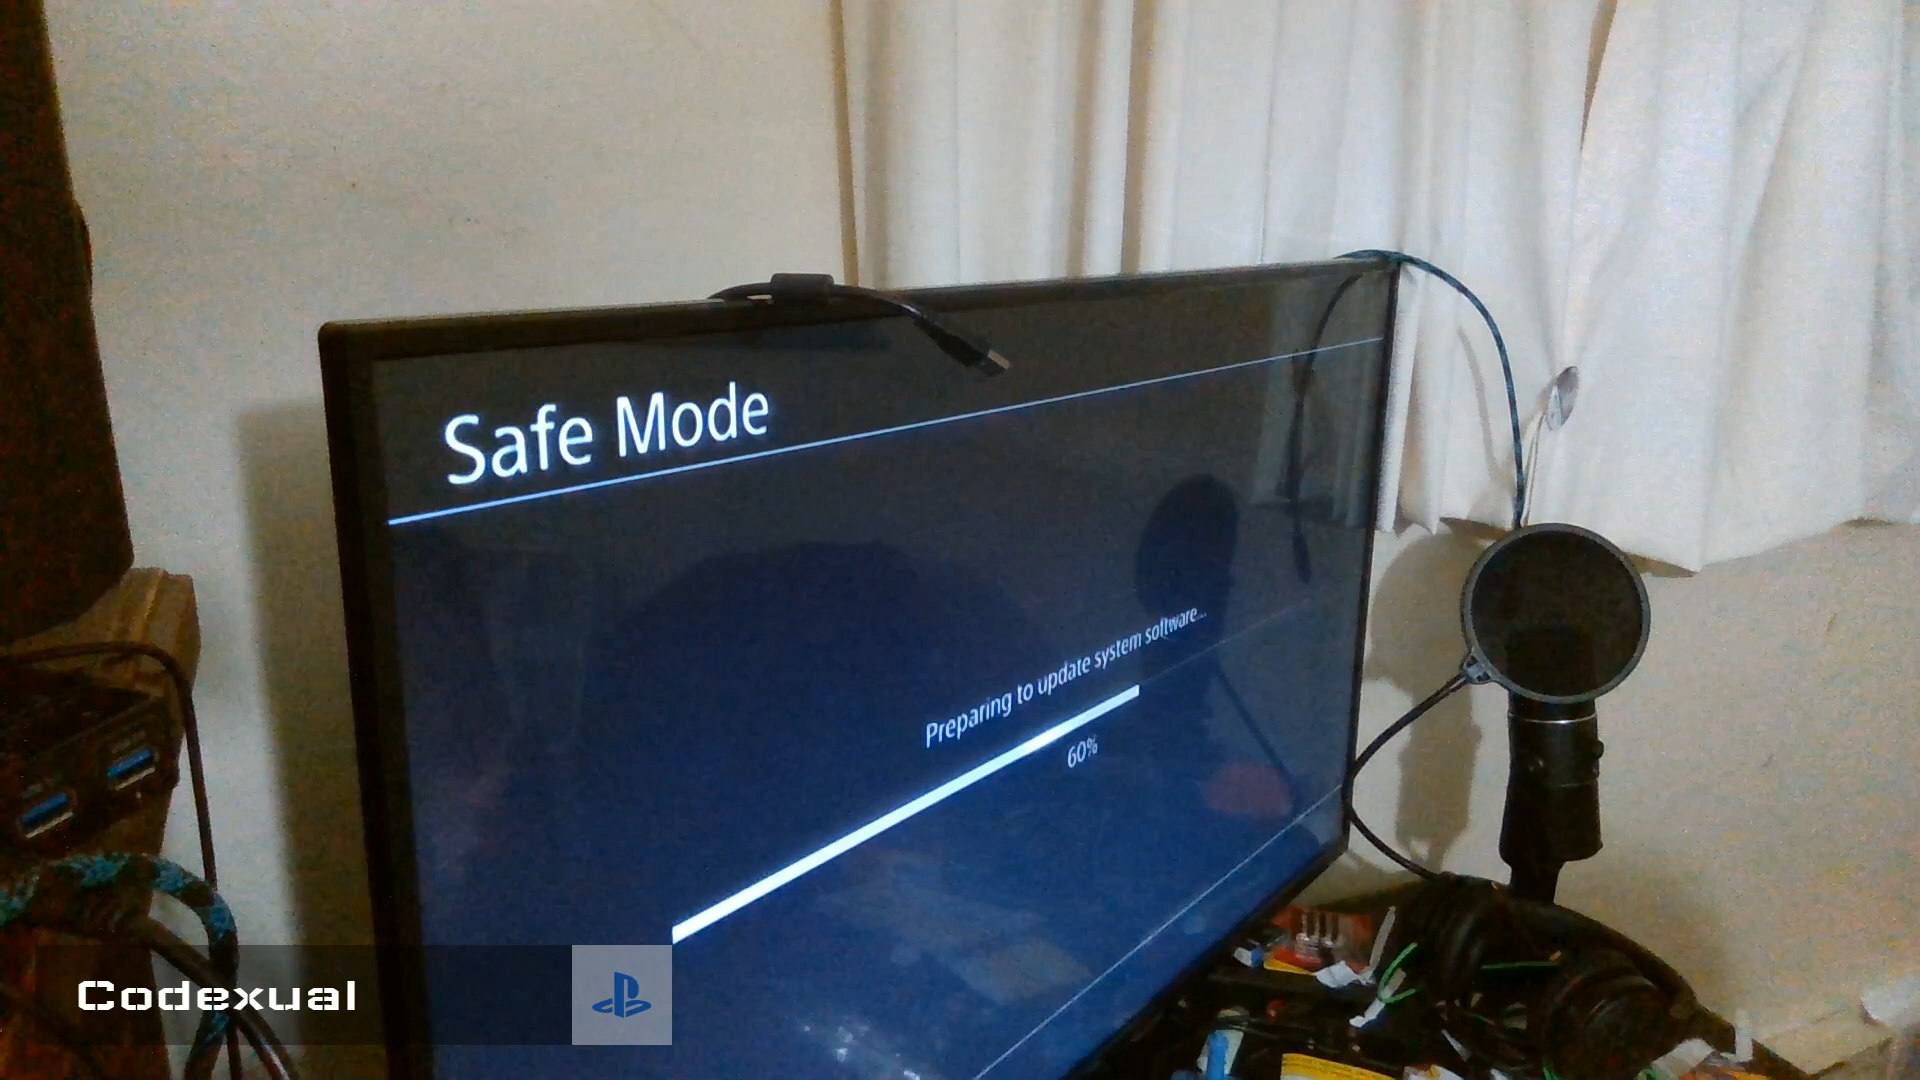 Safe Mode
Preparing to update system software...
60%
Codexual